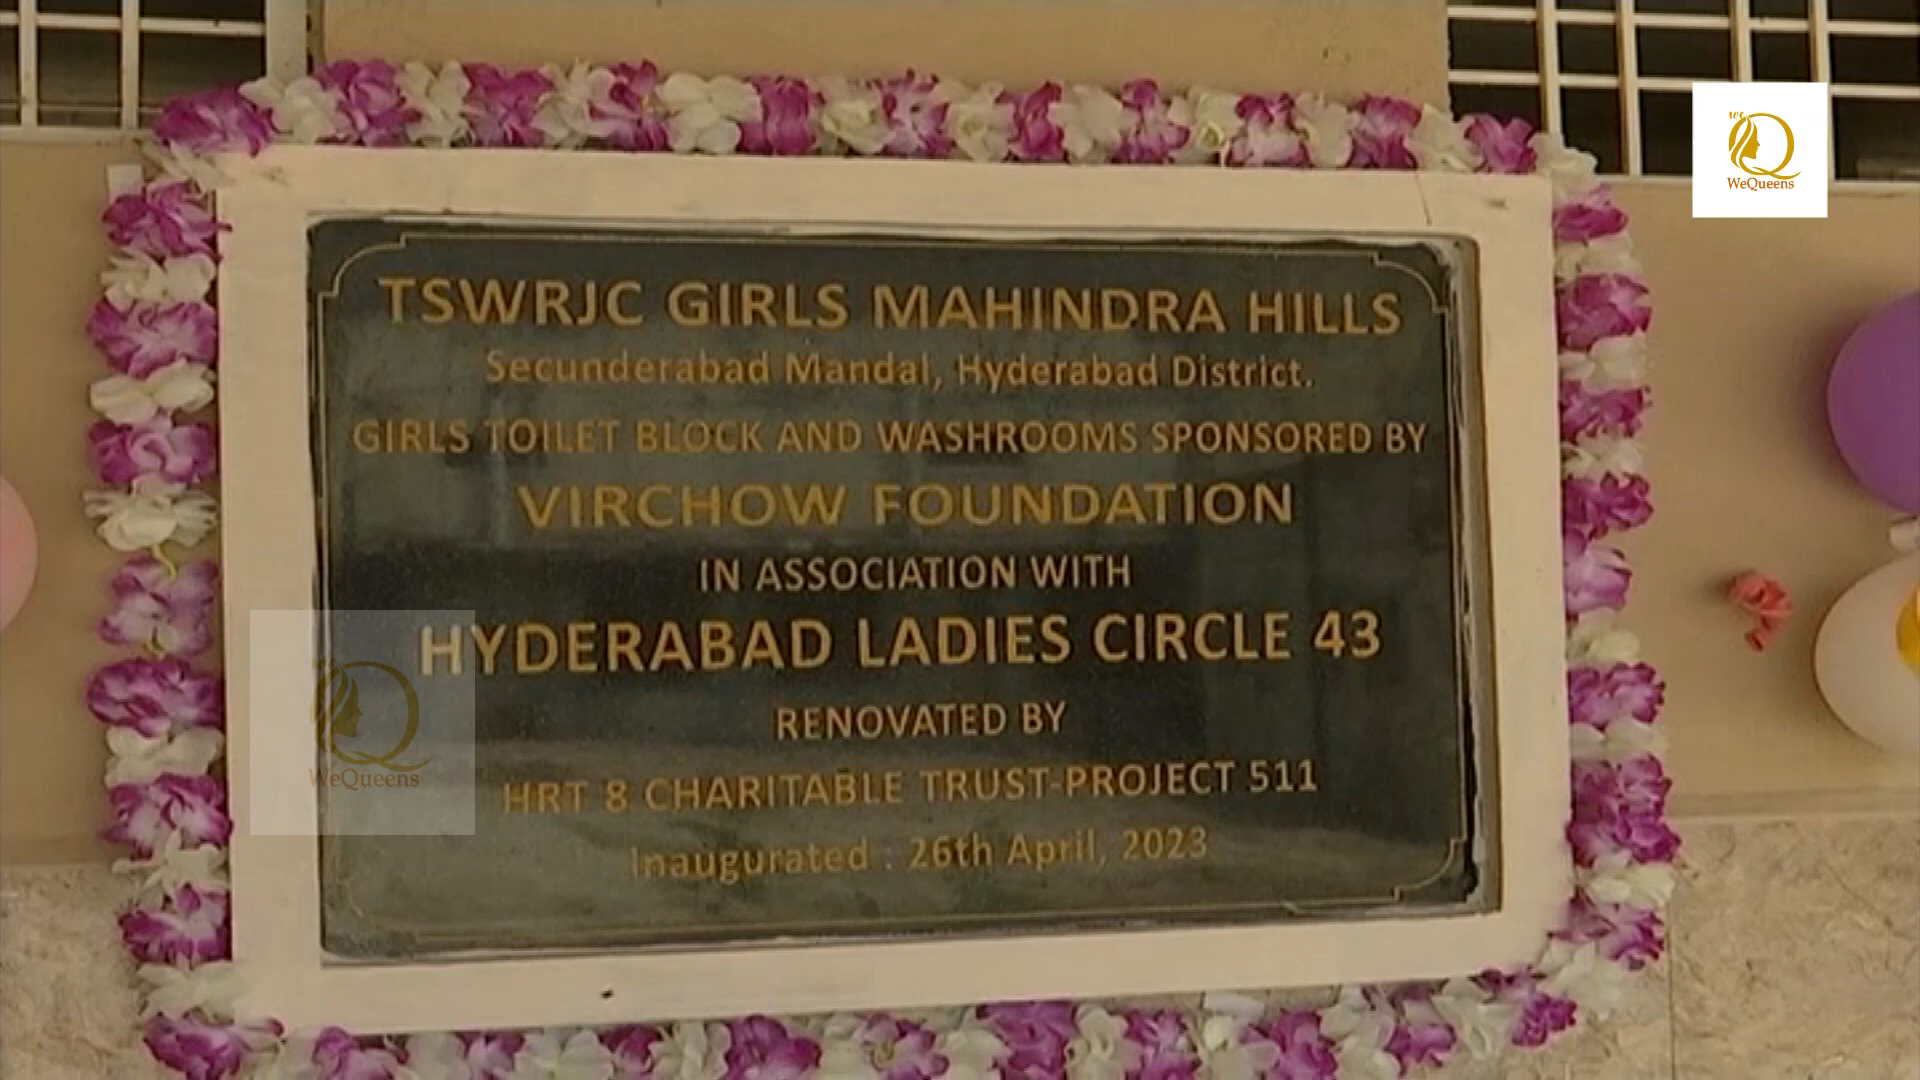 we
WeQueens
TSWRJC GIRLS MAHINDRA HILLS
Secunderabad Mandal, Hyderabad District.
GIRLS TOILET BLOCK AND WASHROOMS SPONSORED BY
VIRCHOW FOUNDATION
IN ASSOCIATION WITH
HYDERABAD LADIES CIRCLE 43
RENOVATED BY
HRT 8 CHARITABLE TRUST-PROJECT 511
Inaugurated : 26th April, 2023
WeQueens